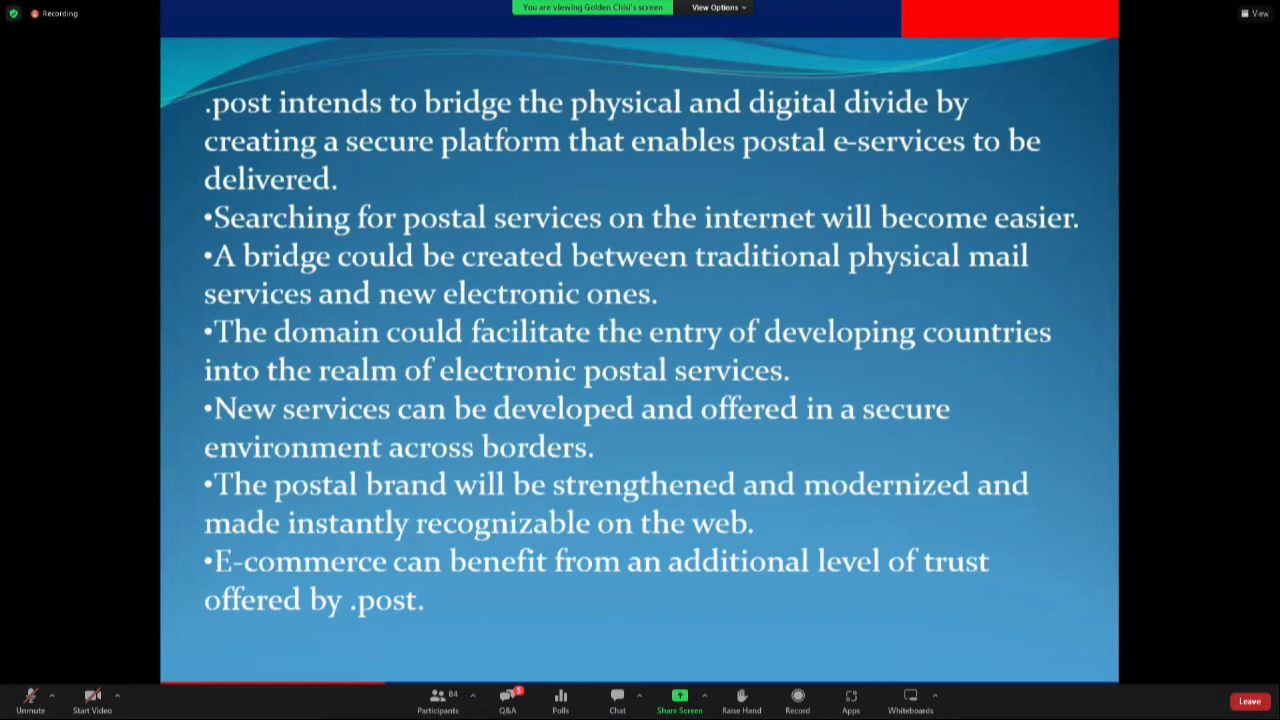 Recording
You are viewing Golden Chisi's screen
View Options
View
.post intends to bridge the physical and digital divide by
creating a secure platform that enables postal e-services to be
delivered.
•Searching for postal services on the internet will become easier.
•A bridge could be created between traditional physical mail
services and new electronic ones.
•The domain could facilitate the entry of developing countries
into the realm of electronic postal services.
•New services can be developed and offered in a secure
environment across borders.
•The postal brand will be strengthened and modernized and
made instantly recognizable on the web.
•E-commerce can benefit from an additional level of trust
offered by .post.
84
5
Unmute
Start Video
Participants
Q&A
Polls
Chat
Share Screen
Raise Hand
Record
Apps
Whiteboards
Leave